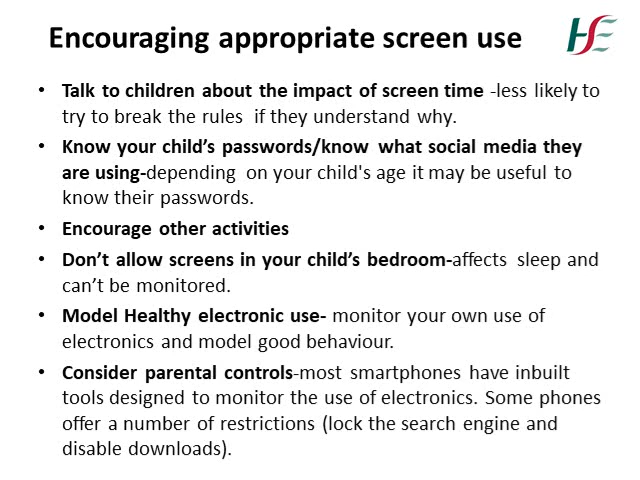 Encouraging appropriate screen use
HSE
• Talk to children about the impact of screen time -less likely to
try to break the rules  if they understand why.
• Know your child’s passwords/know  what social media they
are using-depending  on your child's age it may be useful to
know their passwords.
• Encourage other activities
• Don’t allow screens in your child’s bedroom-affects  sleep and
can’t be monitored.
• Model Healthy electronic use- monitor your own use of
electronics and model good behaviour.
• Consider parental controls-most smartphones have inbuilt
tools designed to monitor the use of electronics. Some phones
offer a number of restrictions (lock the search engine and
disable downloads).